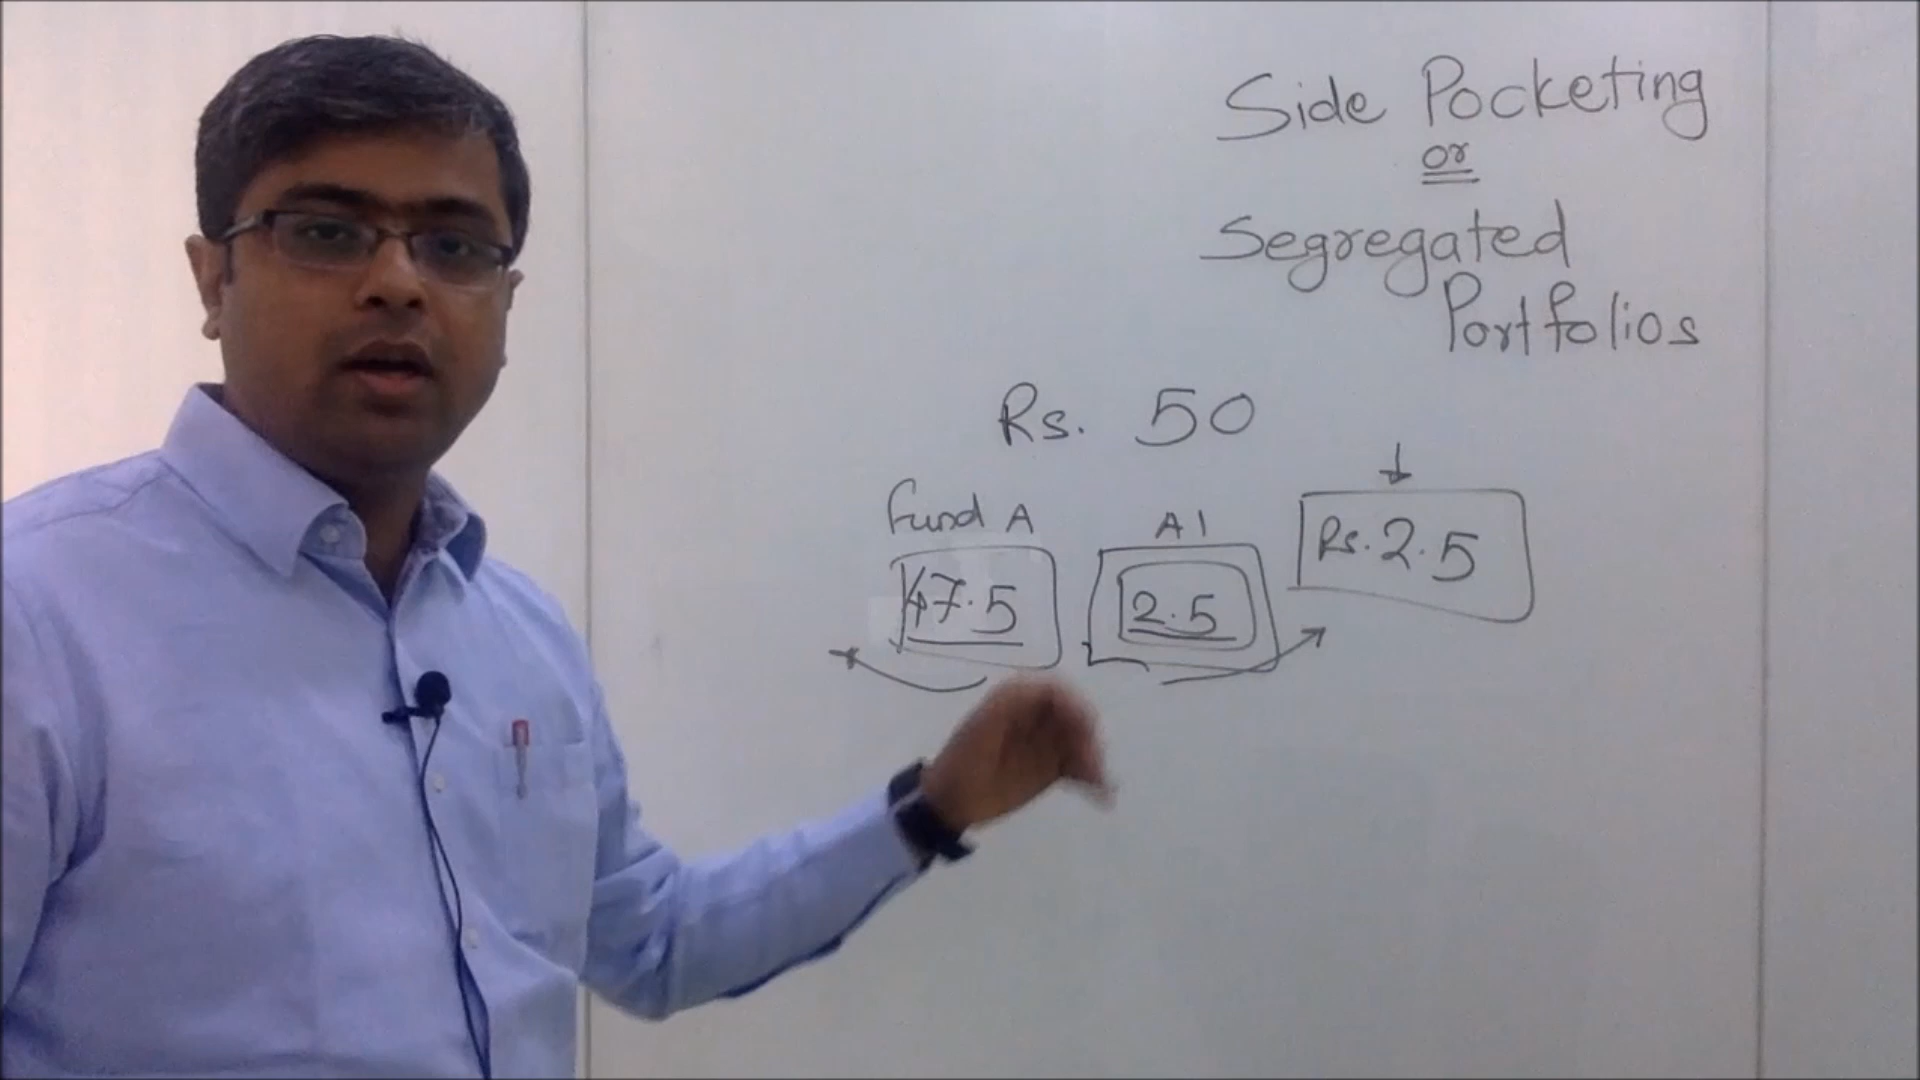 Side Pocketing
or
Segregated
Portfolios
Rs. 50
Fund A
A1
Rs. 2.5
47.5
2.5